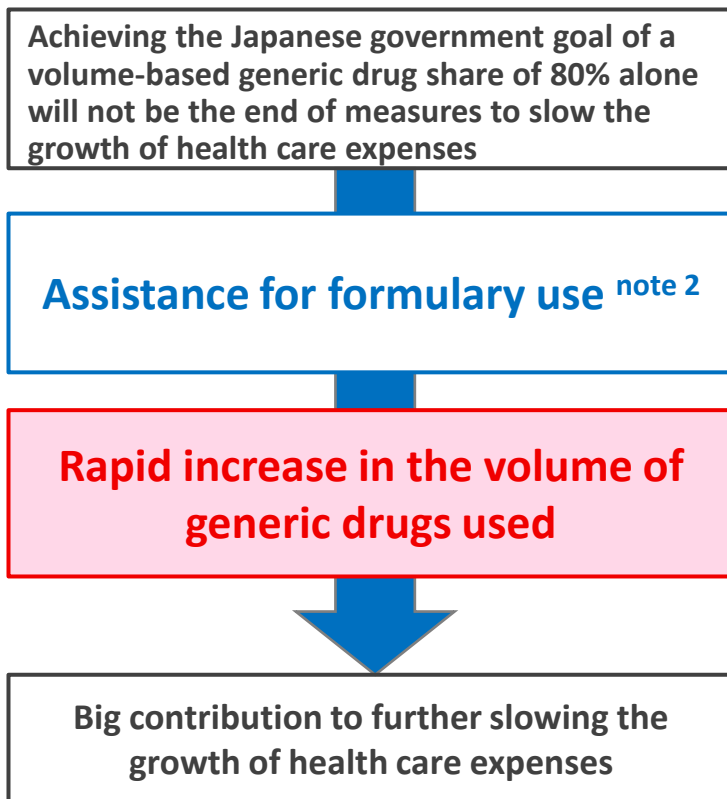 Achieving the Japanese government goal of a
volume-based generic drug share of 80% alone
will not be the end of measures to slow the
growth of health care expenses
Assistance for formulary use note 2
Rapid increase in the volume of
generic drugs used
Big contribution to further slowing the
growth of health care expenses